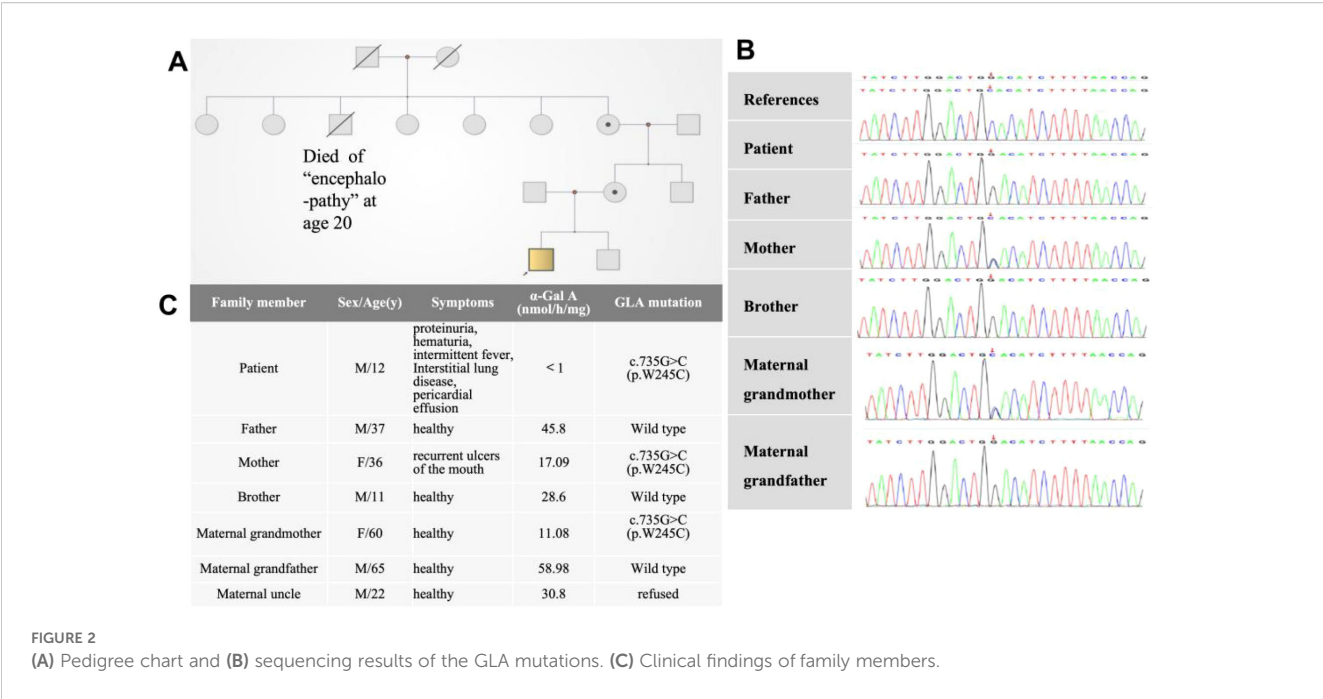 A
Died of
"encephalo
-pathy" at
age 20
B
References
Patient
Father
Mother
Brother
Maternal
grandmother
Maternal
grandfather
T A T C T T G G A C T G G A C A T C T T T T A A C C A G
T A T C T T G G A C T G C A C A T C T T T T A A C C A G
T A T C T T G G A C T G G A C A T C T T T T A A C C A G
T A T C T T G G A C T G C A C A T C T T T T A A C C A G
T A T C T T G G A C T G G A C A T C T T T T A A C C A G
T A T C T T G G A C T G C A C A T C T T T T A A C C A G
T A T C T T G G A C T G G A C A T C T T T T A A C C A G
C
Family member Sex/Age(y) Symptoms α-Gal A (nmol/h/mg) GLA mutation
Patient M/12 proteinuria, hematuria, intermittent fever, Interstitial lung disease, pericardial effusion < 1 c.735G>C (p.W245C)
Father M/37 healthy 45.8 Wild type
Mother F/36 recurrent ulcers of the mouth 17.09 c.735G>C (p.W245C)
Brother M/11 healthy 28.6 Wild type
Maternal grandmother F/60 healthy 11.08 c.735G>C (p.W245C)
Maternal grandfather M/65 healthy 58.98 Wild type
Maternal uncle M/22 healthy 30.8 refused
FIGURE 2
(A) Pedigree chart and (B) sequencing results of the GLA mutations. (C) Clinical findings of family members.